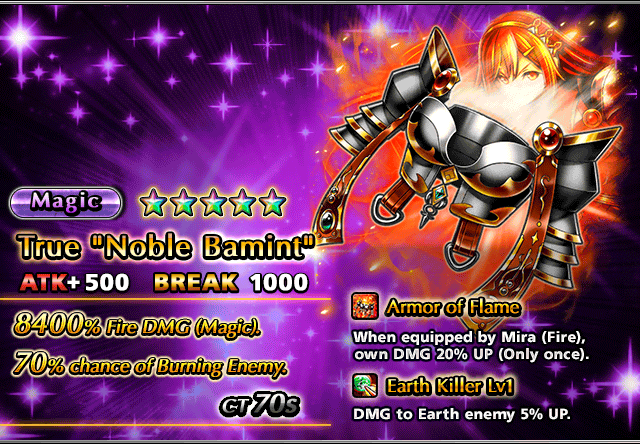 Magic
True "Noble Bamint"
ATK+500 BREAK 1000
8400% Fire DMG (Magic).
70% chance of Burning Enemy.
CT 70s
Armor of Flame
When equipped by Mira (Fire),
own DMG 20% UP (Only once).
Earth Killer Lv1
DMG to Earth enemy 5% UP.